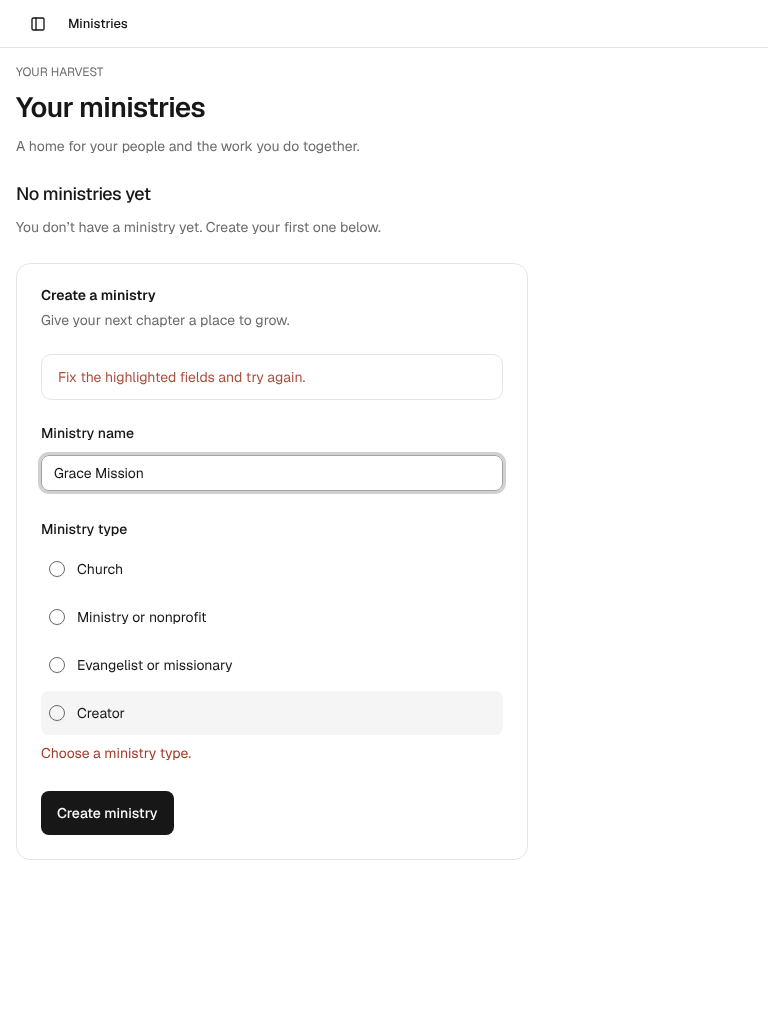 Ministries
YOUR HARVEST
Your ministries
A home for your people and the work you do together.
No ministries yet
You don’t have a ministry yet. Create your first one below.
Create a ministry
Give your next chapter a place to grow.
Fix the highlighted fields and try again.
Ministry name
Grace Mission
Ministry type
Church
Ministry or nonprofit
Evangelist or missionary
Creator
Choose a ministry type.
Create ministry